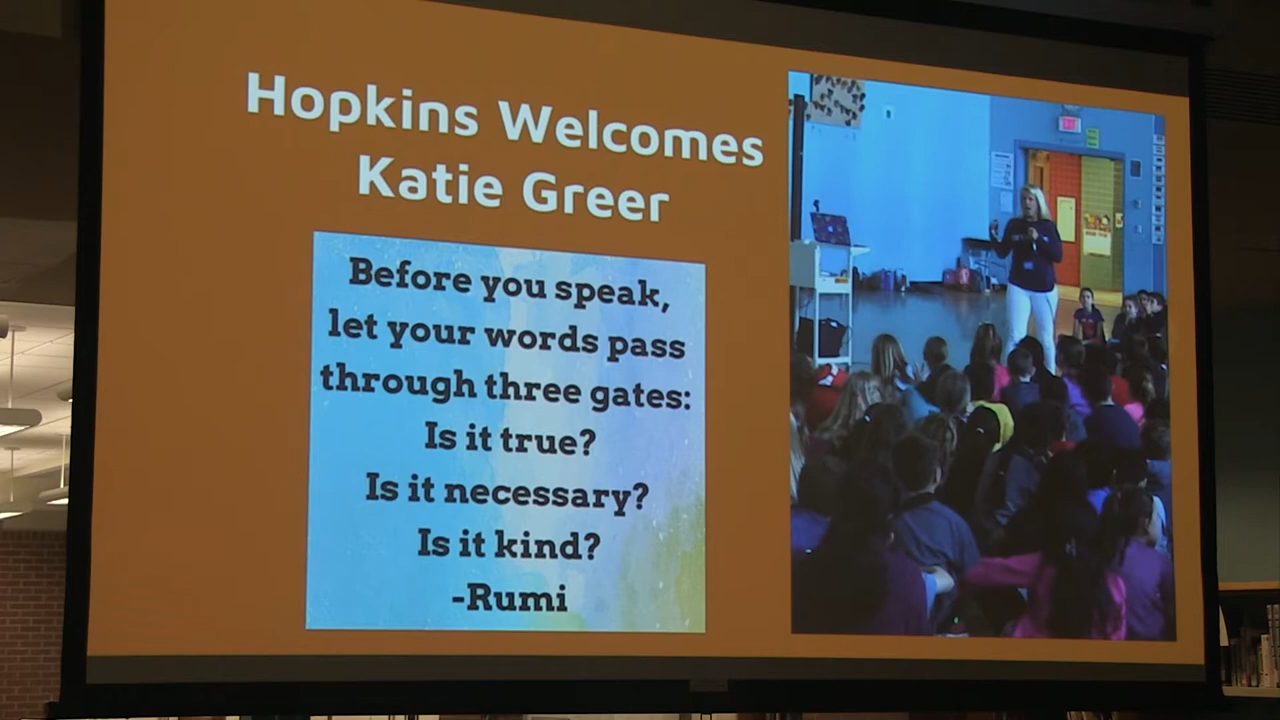 Hopkins Welcomes
Katie Greer
Before you speak,
let your words pass
through three gates:
Is it true?
Is it necessary?
Is it kind?
-Rumi